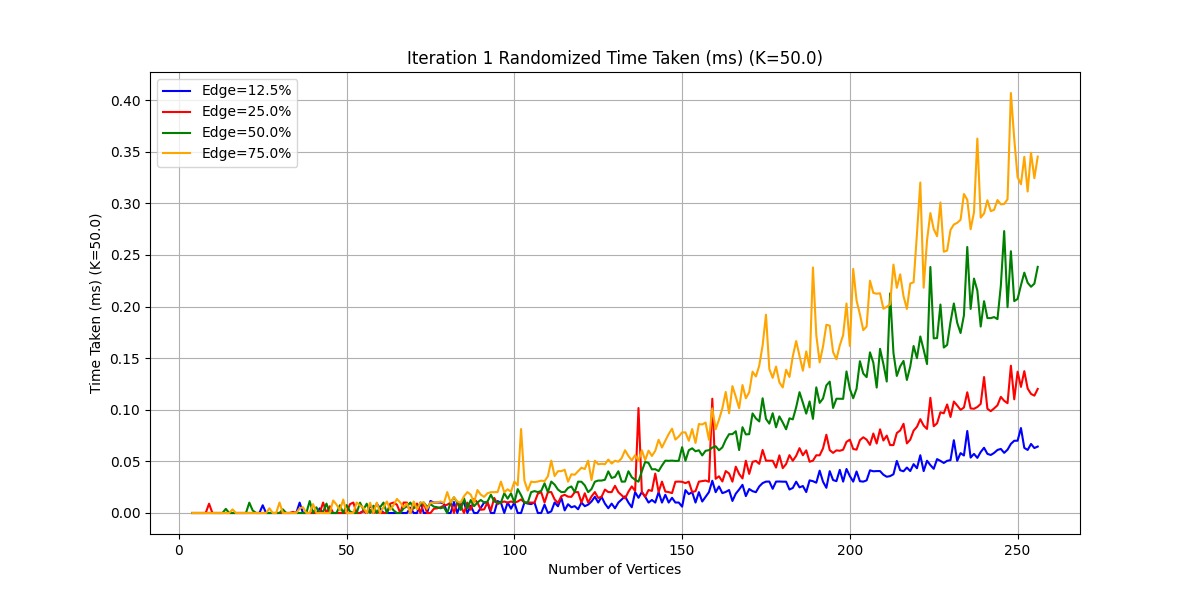 Iteration 1 Randomized Time Taken (ms) (K=50.0)
Edge=12.5%
Edge=25.0%
Edge=50.0%
Edge=75.0%
Time Taken (ms) (K=50.0)
0.40
0.35
0.30
0.25
0.20
0.15
0.10
0.05
0.00
0 50 100 150 200 250
Number of Vertices